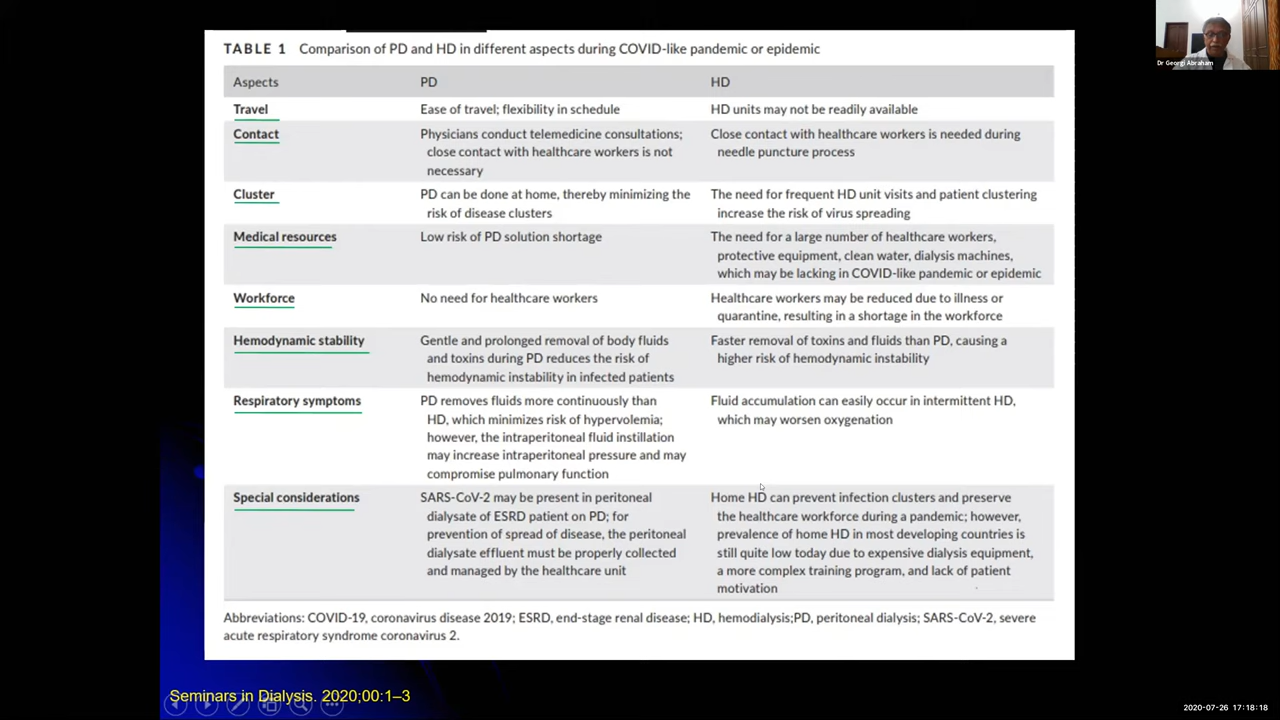 TABLE 1 Comparison of PD and HD in different aspects during COVID-like pandemic or epidemic
Aspects PD HD
Travel Ease of travel; flexibility in schedule HD units may not be readily available
Contact Physicians conduct telemedicine consultations; Close contact with healthcare workers is needed during
close contact with healthcare workers is not needle puncture process
necessary
Cluster PD can be done at home, thereby minimizing the The need for frequent HD unit visits and patient clustering
risk of disease clusters increase the risk of virus spreading
Medical resources Low risk of PD solution shortage The need for a large number of healthcare workers,
protective equipment, clean water, dialysis machines,
which may be lacking in COVID-like pandemic or epidemic
Workforce No need for healthcare workers Healthcare workers may be reduced due to illness or
quarantine, resulting in a shortage in the workforce
Hemodynamic stability Gentle and prolonged removal of body fluids Faster removal of toxins and fluids than PD, causing a
and toxins during PD reduces the risk of higher risk of hemodynamic instability
hemodynamic instability in infected patients
Respiratory symptoms PD removes fluids more continuously than Fluid accumulation can easily occur in intermittent HD,
HD, which minimizes risk of hypervolemia; which may worsen oxygenation
however, the intraperitoneal fluid instillation
may increase intraperitoneal pressure and may
compromise pulmonary function
Special considerations SARS-CoV-2 may be present in peritoneal Home HD can prevent infection clusters and preserve
dialysate of ESRD patient on PD; for the healthcare workforce during a pandemic; however,
prevention of spread of disease, the peritoneal prevalence of home HD in most developing countries is
dialysate effluent must be properly collected still quite low today due to expensive dialysis equipment,
and managed by the healthcare unit a more complex training program, and lack of patient
motivation
Abbreviations: COVID-19, coronavirus disease 2019; ESRD, end-stage renal disease; HD, hemodialysis;PD, peritoneal dialysis; SARS-CoV-2, severe
acute respiratory syndrome coronavirus 2.
Seminars in Dialysis. 2020;00:1–3
Dr Georgi Abraham
2020-07-26 17:18:18